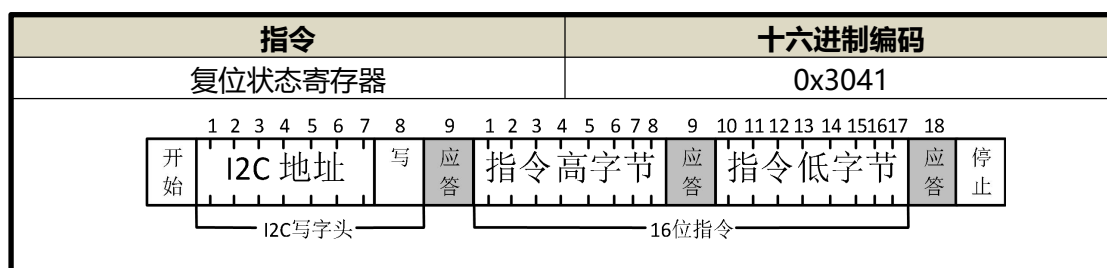 指令 十六进制编码
复位状态寄存器 0x3041
1 2 3 4 5 6 7 8 9 1 2 3 4 5 6 7 8 9 10 11 12 13 14 15 16 17 18
开始 I2C 地址 写 应答 指令高字节 应答 指令低字节 应答 停止
I2C写字头 16位指令